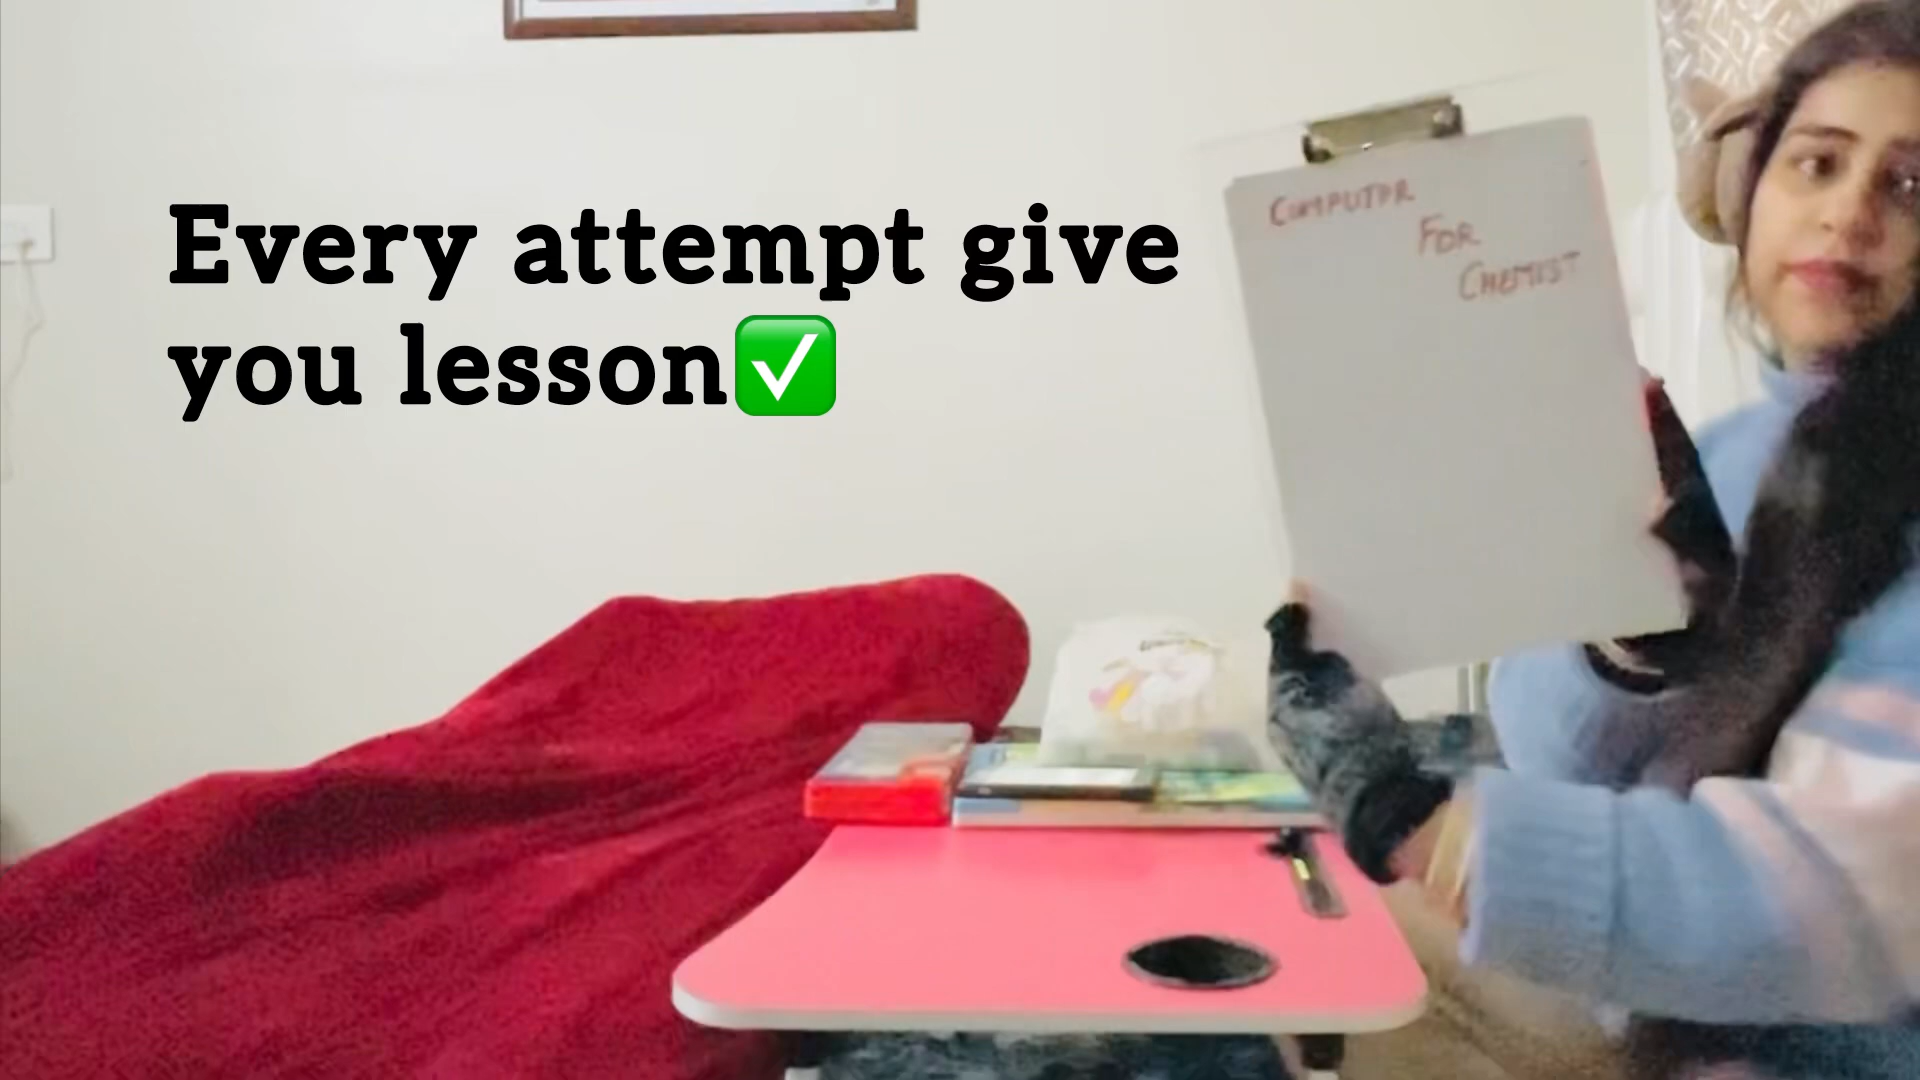 Every attempt give
you lesson✅
COMPUTER
FOR
CHEMIST